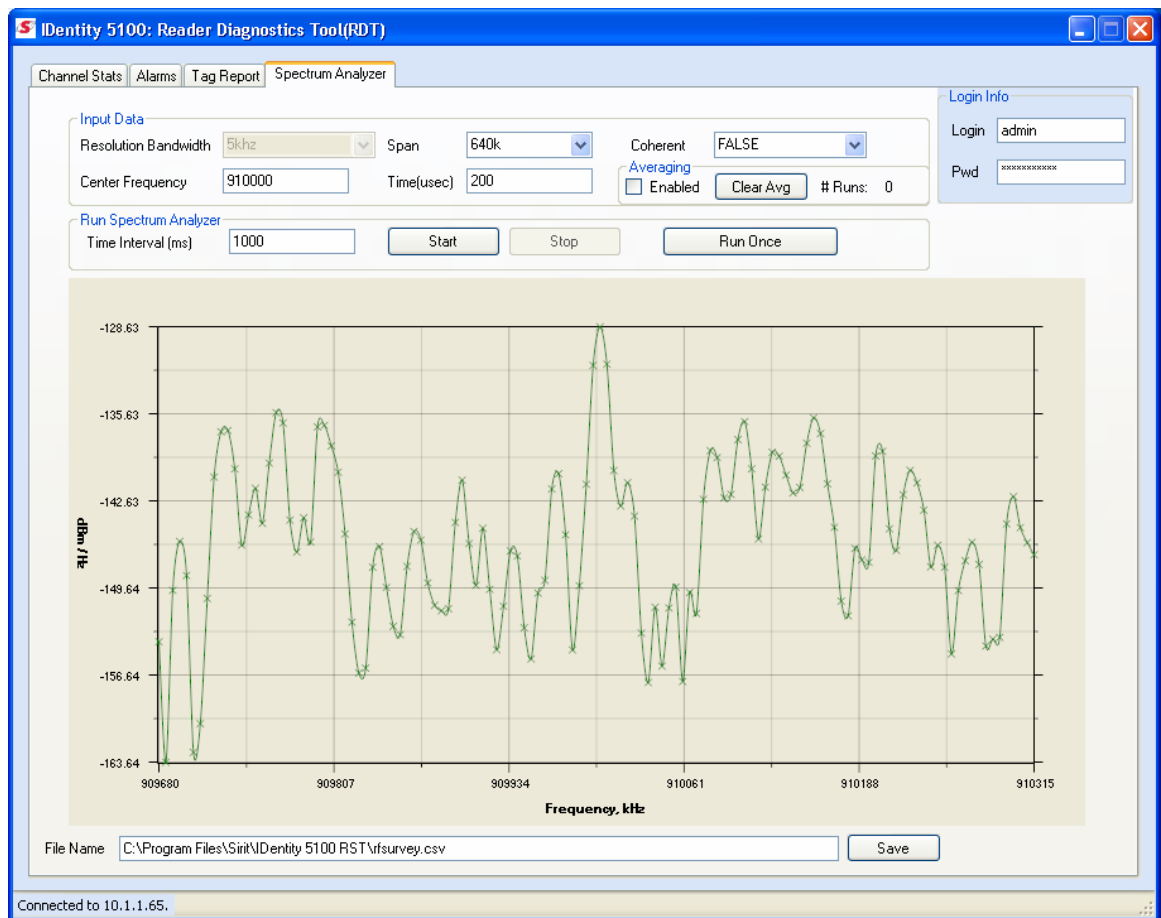 IDentity 5100: Reader Diagnostics Tool(RDT)
Channel Stats Alarms Tag Report Spectrum Analyzer
Login Info
Input Data
Login admin
Resolution Bandwidth 5khz Span 640k Coherent FALSE
Averaging
Pwd ***********
Center Frequency 910000 Time(usec) 200 Enabled Clear Avg # Runs: 0
Run Spectrum Analyzer
Time Interval (ms) 1000 Start Stop Run Once
-128.63
-135.63
-142.63
-149.64
-156.64
-163.64
dBm / Hz
909680 909807 909934 910061 910188 910315
Frequency, kHz
File Name C:\Program Files\Sirit\IDentity 5100 RST\rfsurvey.csv Save
Connected to 10.1.1.65.